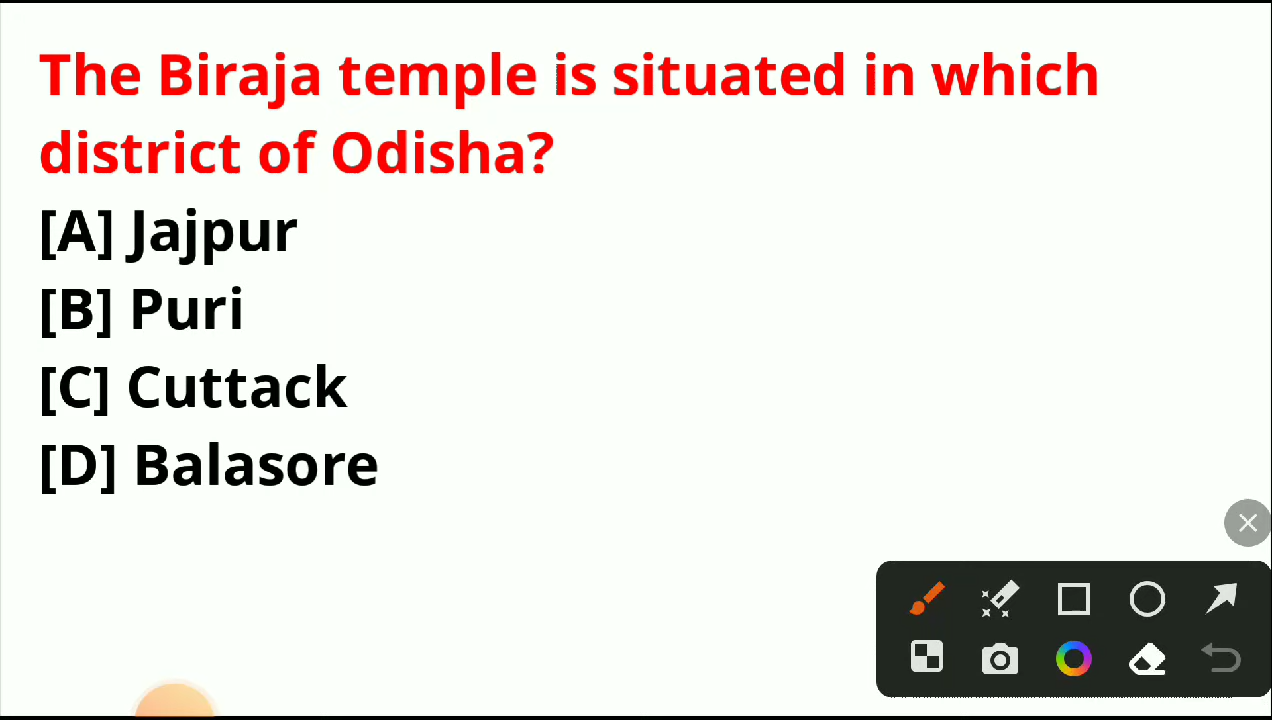 The Biraja temple is situated in which
district of Odisha?
[A] Jajpur
[B] Puri
[C] Cuttack
[D] Balasore